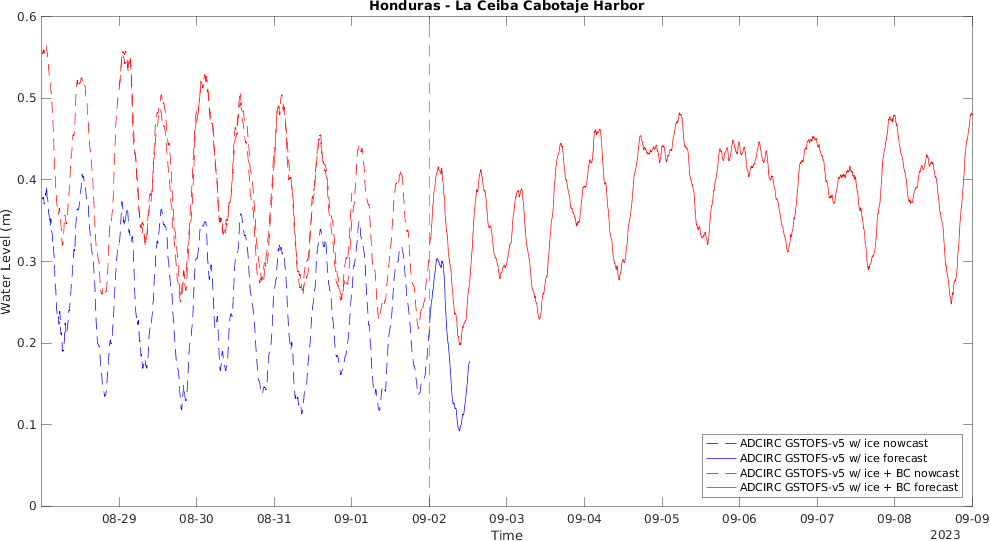 Honduras - La Ceiba Cabotaje Harbor
0.6
0.5
0.4
0.3
0.2
0.1
0
Water Level (m)
08-29 08-30 08-31 09-01 09-02 09-03 09-04 09-05 09-06 09-07 09-08 09-09
Time
2023
ADCIRC GSTOFS-v5 w/ ice nowcast
ADCIRC GSTOFS-v5 w/ ice forecast
ADCIRC GSTOFS-v5 w/ ice + BC nowcast
ADCIRC GSTOFS-v5 w/ ice + BC forecast